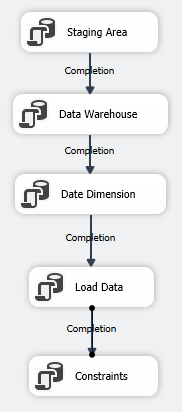 Staging Area
Completion
Data Warehouse
Completion
Date Dimension
Completion
Load Data
Completion
Constraints